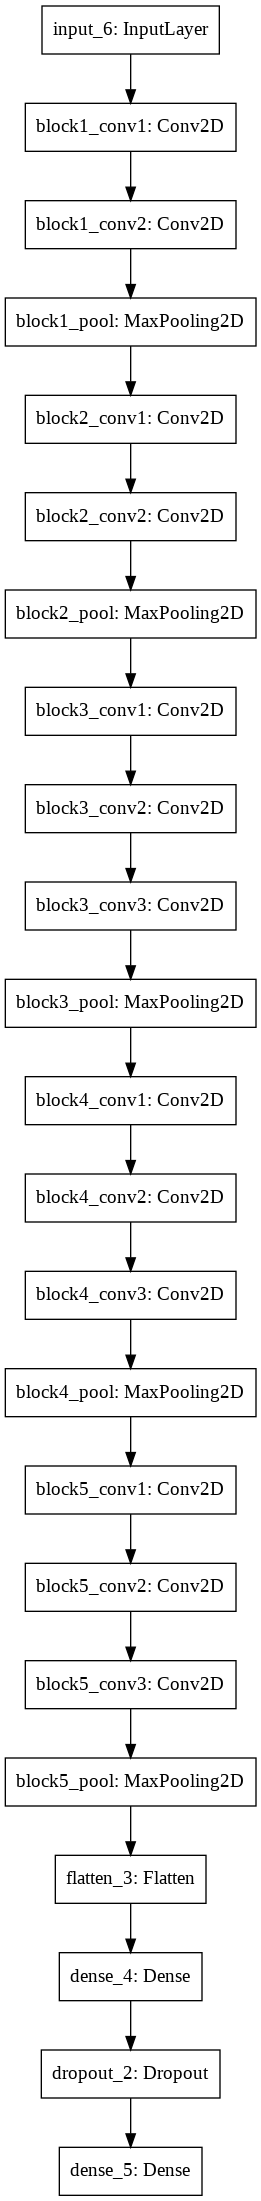 input_6: InputLayer
block1_conv1: Conv2D
block1_conv2: Conv2D
block1_pool: MaxPooling2D
block2_conv1: Conv2D
block2_conv2: Conv2D
block2_pool: MaxPooling2D
block3_conv1: Conv2D
block3_conv2: Conv2D
block3_conv3: Conv2D
block3_pool: MaxPooling2D
block4_conv1: Conv2D
block4_conv2: Conv2D
block4_conv3: Conv2D
block4_pool: MaxPooling2D
block5_conv1: Conv2D
block5_conv2: Conv2D
block5_conv3: Conv2D
block5_pool: MaxPooling2D
flatten_3: Flatten
dense_4: Dense
dropout_2: Dropout
dense_5: Dense